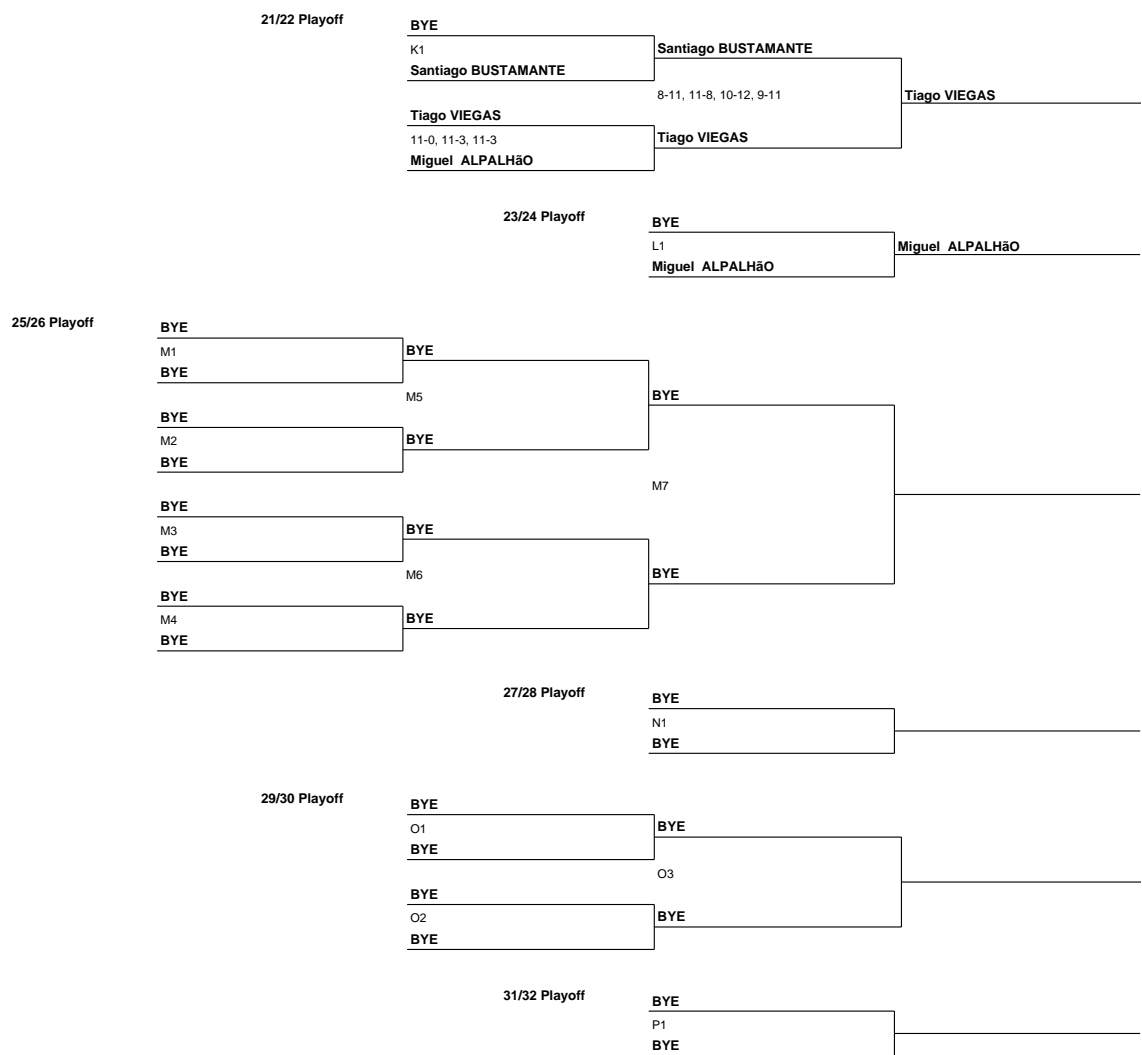 21/22 Playoff
BYE
K1
Santiago BUSTAMANTE
Santiago BUSTAMANTE
8-11, 11-8, 10-12, 9-11
Tiago VIEGAS
Tiago VIEGAS
11-0, 11-3, 11-3
Tiago VIEGAS
Miguel ALPALHãO
23/24 Playoff
BYE
L1
Miguel ALPALHãO
Miguel ALPALHãO
25/26 Playoff
BYE
M1
BYE
BYE
M5
BYE
BYE
M2
BYE
BYE
M7
BYE
M3
BYE
BYE
M6
BYE
BYE
M4
BYE
BYE
27/28 Playoff
BYE
N1
BYE
29/30 Playoff
BYE
O1
BYE
BYE
O3
BYE
O2
BYE
BYE
31/32 Playoff
BYE
P1
BYE